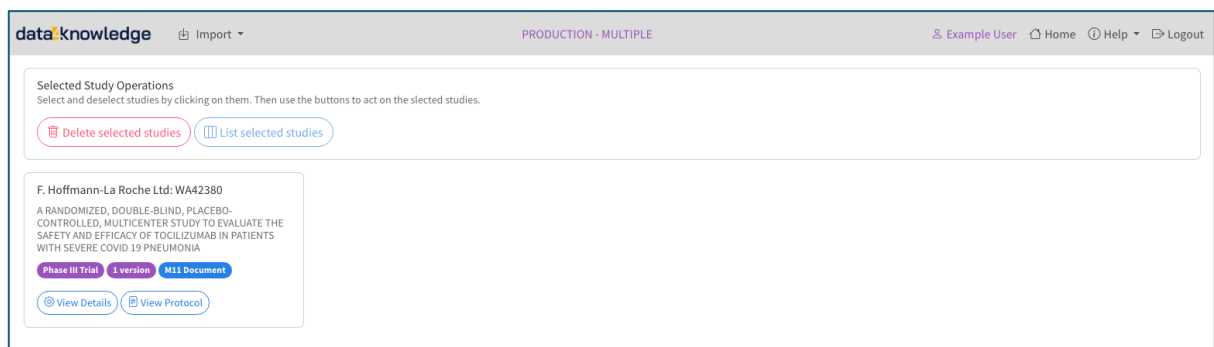 data4knowledge Import PRODUCTION - MULTIPLE Example User Home Help Logout
Selected Study Operations
Select and deselect studies by clicking on them. Then use the buttons to act on the slected studies.
Delete selected studies List selected studies
F. Hoffmann-La Roche Ltd: WA42380
A RANDOMIZED, DOUBLE-BLIND, PLACEBO-
CONTROLLED, MULTICENTER STUDY TO EVALUATE THE
SAFETY AND EFFICACY OF TOCILIZUMAB IN PATIENTS
WITH SEVERE COVID 19 PNEUMONIA
Phase III Trial 1 version M11 Document
View Details View Protocol